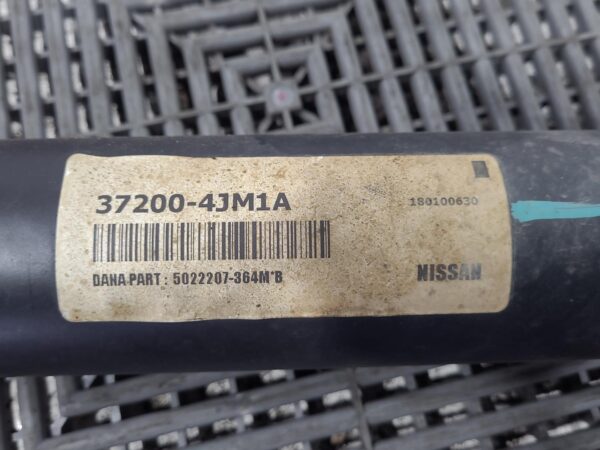 37200-4JM1A
180100630
DANA PART : 5022207-364M*B
NISSAN